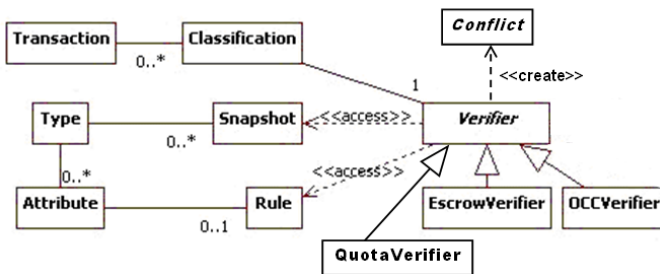 Transaction
Classification
Conflict
0..*
<<create>>
1
Type
Snapshot
<<access>>
Verifier
0..*
0..*
<<access>>
Attribute
Rule
EscrowVerifier
OCCVerifier
0..1
QuotaVerifier